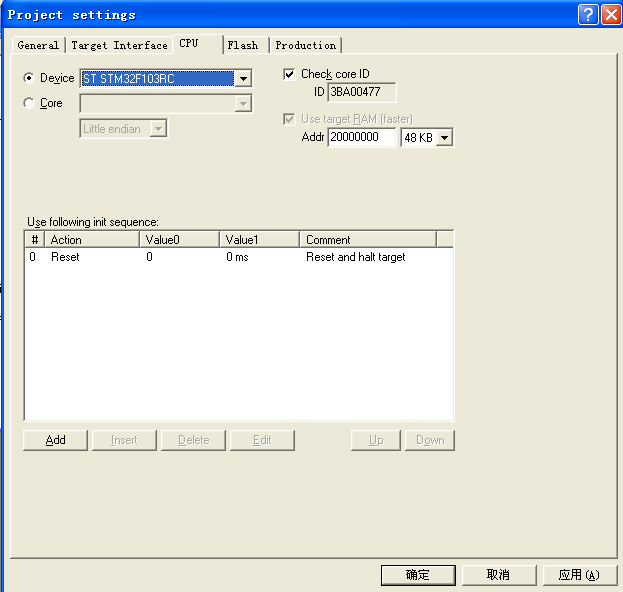 Project settings
General Target Interface CPU Flash Production
Device ST STM32F103RC
Check core ID
ID 3BA00477
Core
Little endian
Use target RAM (faster)
Addr 20000000 48 KB
Use following init sequence:
# Action Value0 Value1 Comment
0 Reset 0 0 ms Reset and halt target
Add Insert Delete Edit Up Down
确定 取消 应用(A)